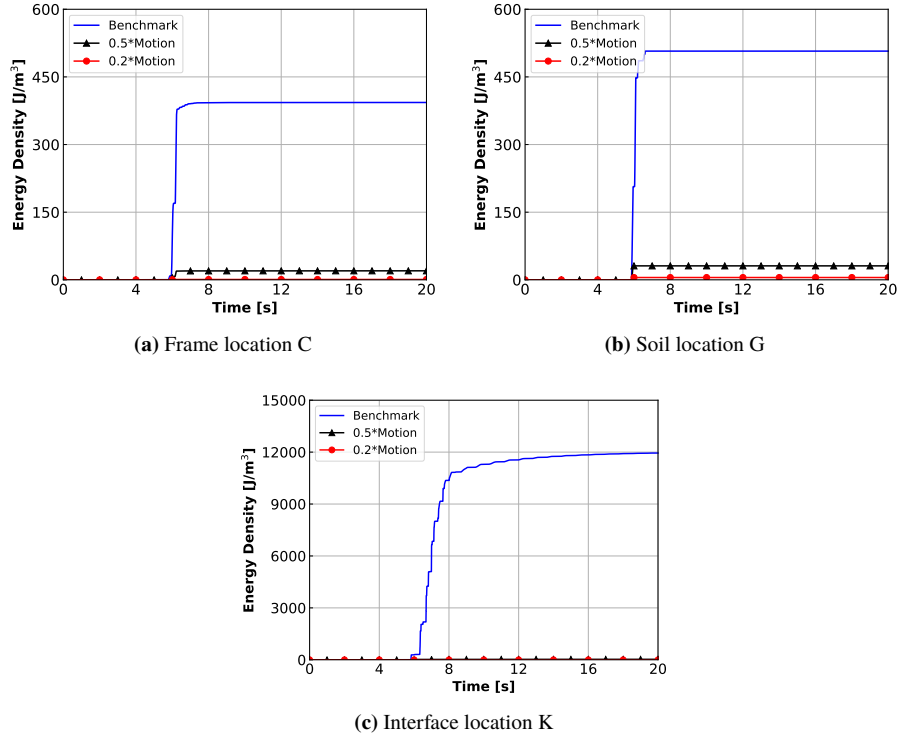 600
450
300
150
0
Energy Density [J/m³]
Benchmark
0.5*Motion
0.2*Motion
0 4 8 12 16 20
Time [s]
(a) Frame location C
600
450
300
150
0
Energy Density [J/m³]
Benchmark
0.5*Motion
0.2*Motion
0 4 8 12 16 20
Time [s]
(b) Soil location G
15000
12000
9000
6000
3000
0
Energy Density [J/m³]
Benchmark
0.5*Motion
0.2*Motion
0 4 8 12 16 20
Time [s]
(c) Interface location K